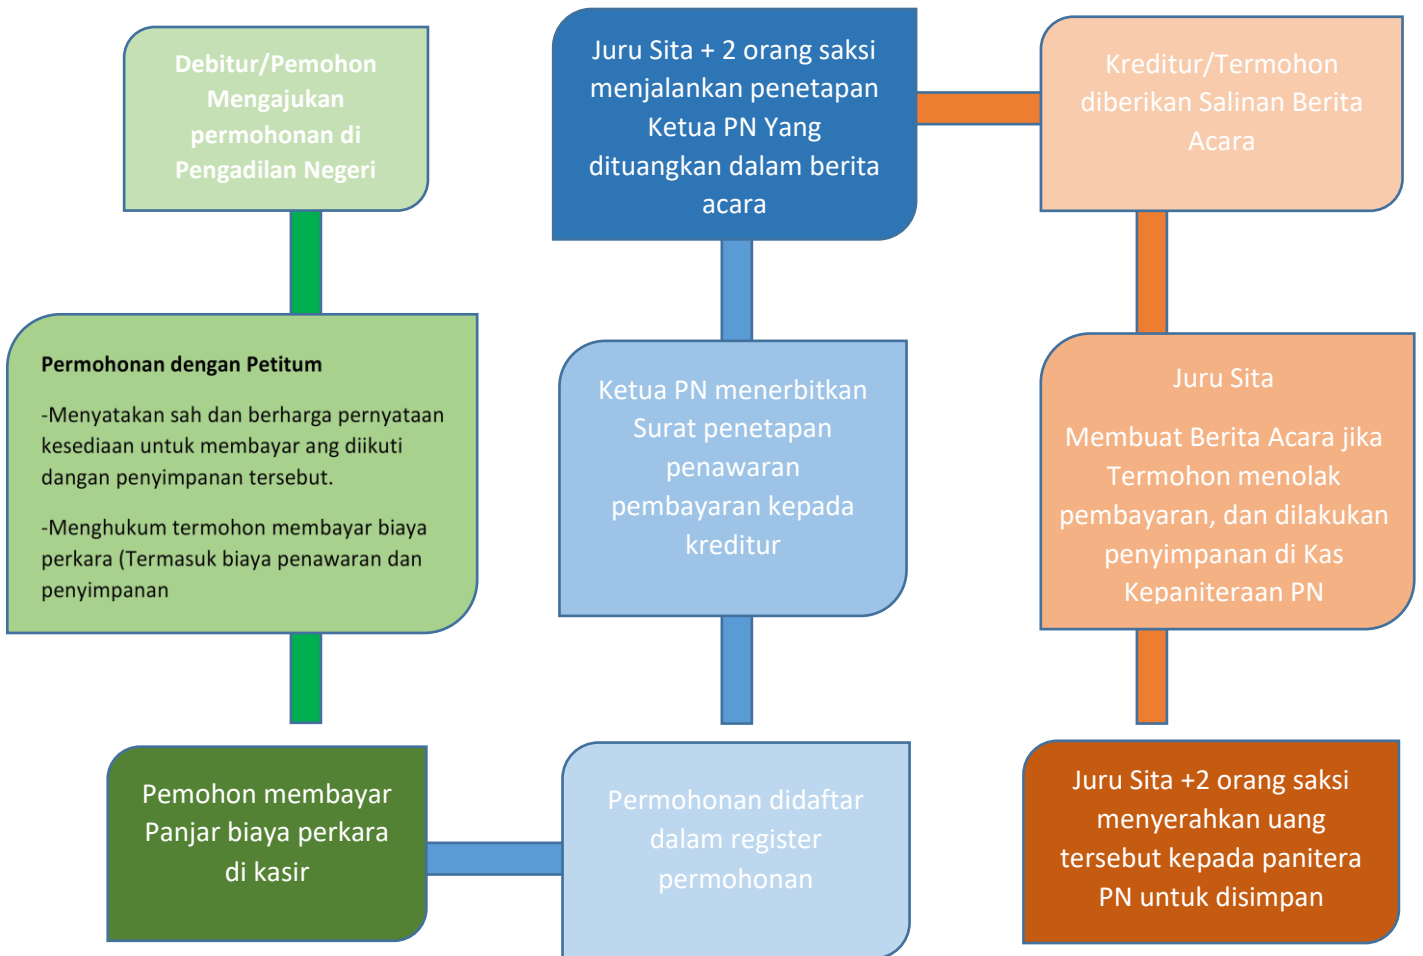 Debitur/Pemohon
Mengajukan
permohonan di
Pengadilan Negeri
Permohonan dengan Petitum
-Menyatakan sah dan berharga pernyataan
kesediaan untuk membayar ang diikuti
dangan penyimpanan tersebut.
-Menghukum termohon membayar biaya
perkara (Termasuk biaya penawaran dan
penyimpanan
Pemohon membayar
Panjar biaya perkara
di kasir
Permohonan didaftar
dalam register
permohonan
Ketua PN menerbitkan
Surat penetapan
penawaran
pembayaran kepada
kreditur
Juru Sita + 2 orang saksi
menjalankan penetapan
Ketua PN Yang
dituangkan dalam berita
acara
Kreditur/Termohon
diberikan Salinan Berita
Acara
Juru Sita
Membuat Berita Acara jika
Termohon menolak
pembayaran, dan dilakukan
penyimpanan di Kas
Kepaniteraan PN
Juru Sita +2 orang saksi
menyerahkan uang
tersebut kepada panitera
PN untuk disimpan